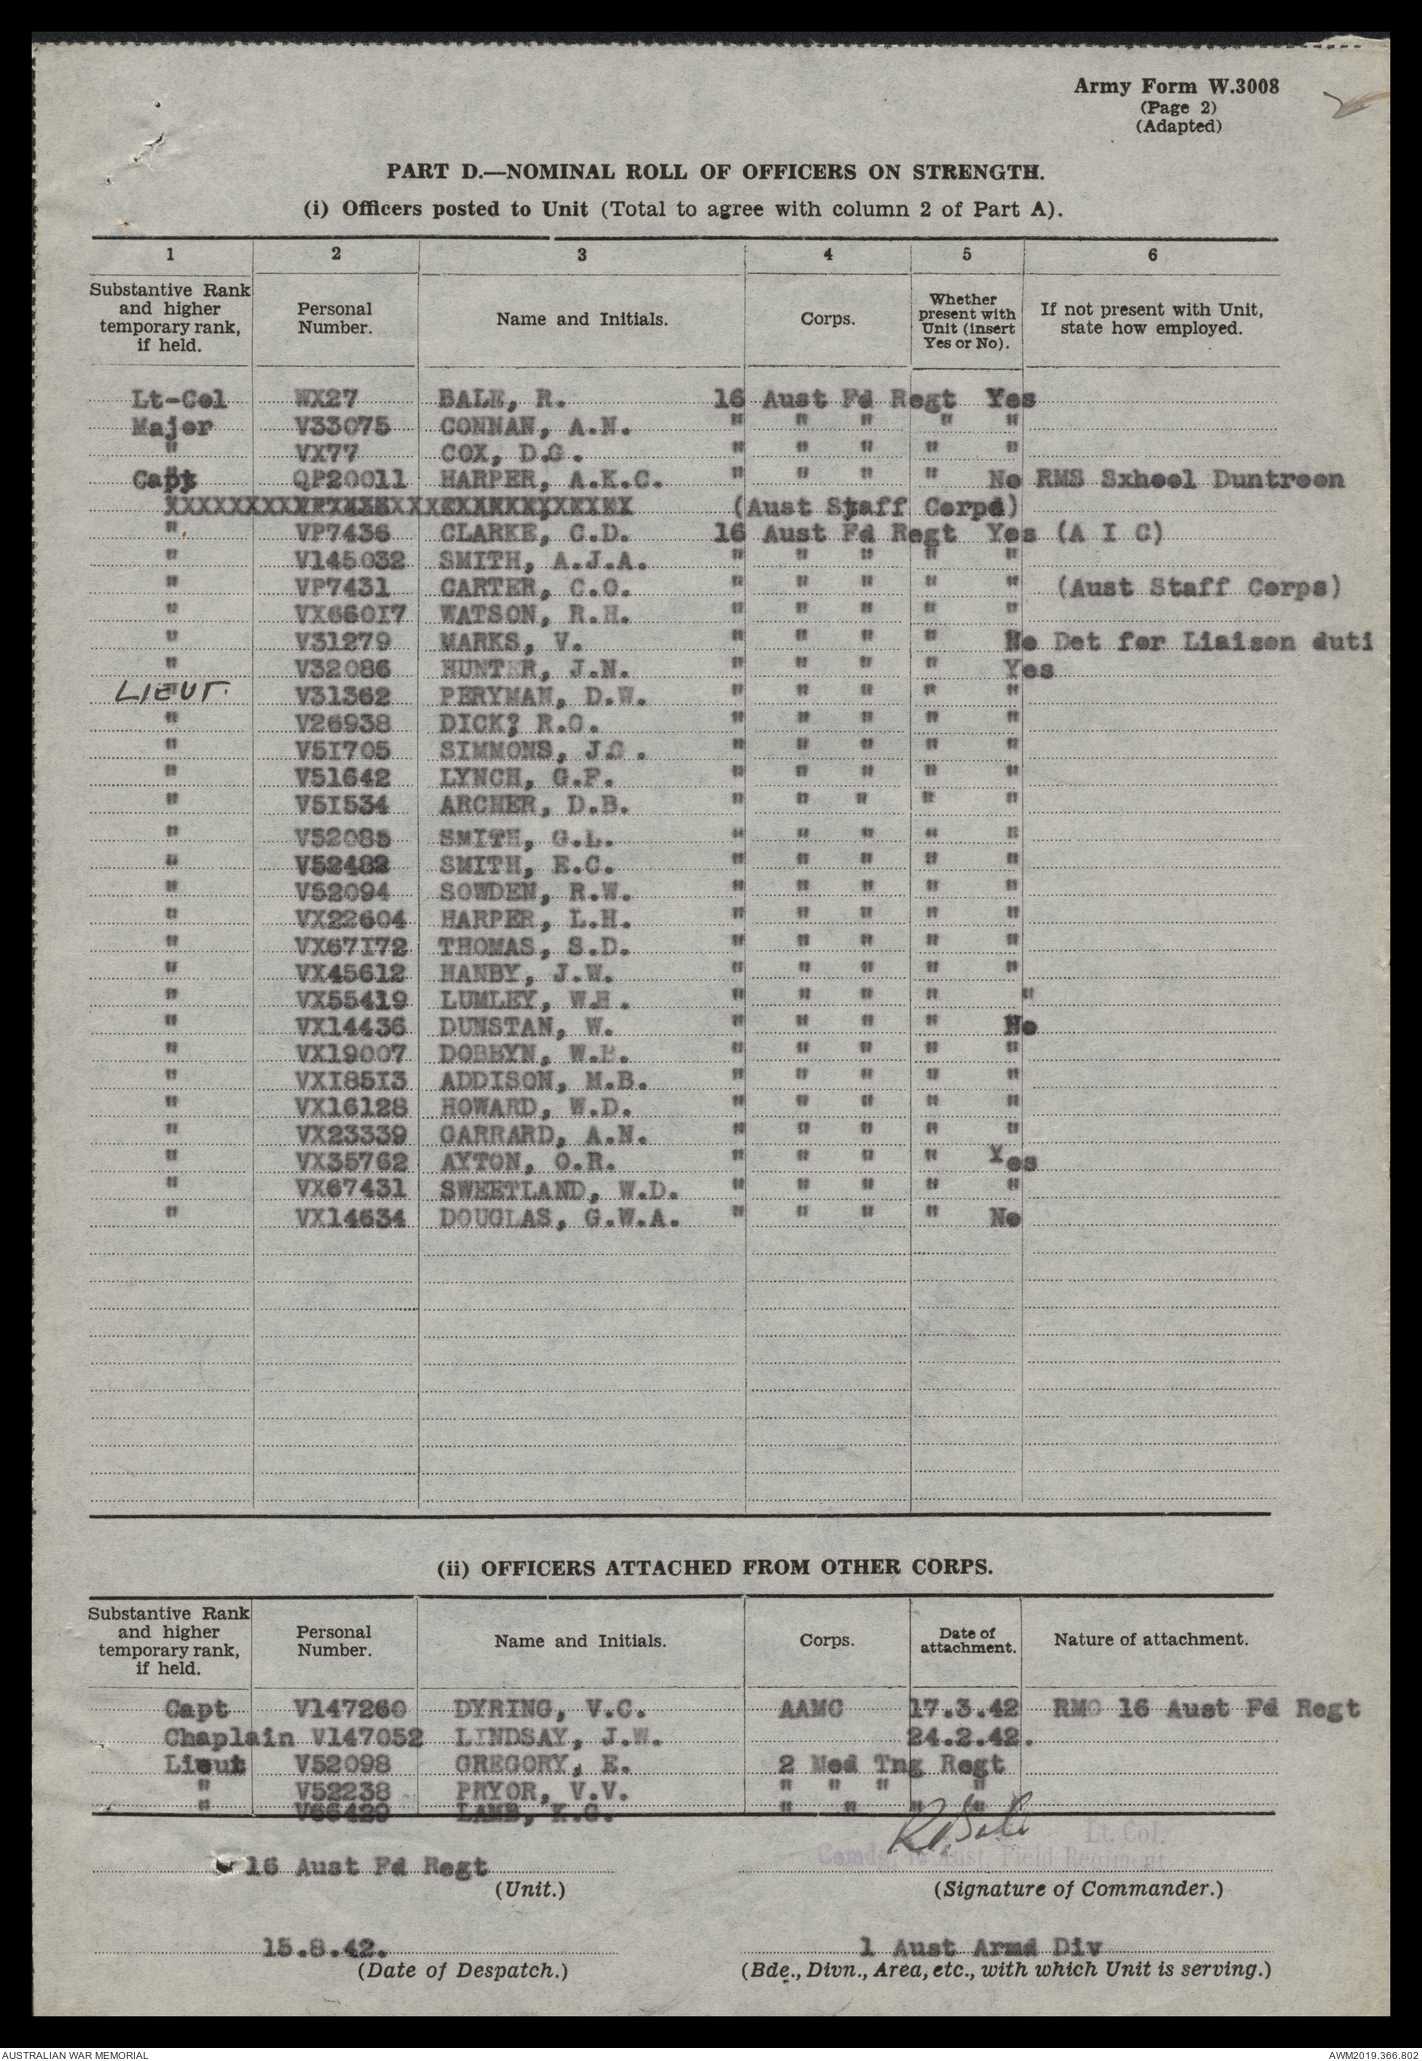 Army Form W.3008
(Page 2)
(Adapted)
PART D.—NOMINAL ROLL OF OFFICERS ON STRENGTH.
(i) Officers posted to Unit (Total to agree with column 2 of Part A).
1 2 3 4 5 6
Substantive Rank and higher temporary rank, if held. Personal Number. Name and Initials. Corps. Whether present with Unit (insert Yes or No). If not present with Unit, state how employed.
Lt-Col WX27 BALE, R. 16 Aust Fd Regt Yes
Major V33075 CONNAN, A.N. " " " " "
" VX77 COX, D.G. " " " " "
Capt QP20011 HARPER, A.K.C. " " " " No RMS Sxhool Duntroon
(Aust Staff Corps)
" VP7436 CLARKE, C.D. 16 Aust Fd Regt Yes (A I C)
" V145032 SMITH, A.J.A. " " " " "
" VP7431 CARTER, C.O. " " " " " (Aust Staff Corps)
" VX66017 WATSON, R.H. " " " " "
" V31279 MARKS, V. " " " " No Det for Liaison duti
" V32086 HUNTER, J.N. " " " " Yes
LIEUT. V31362 PERYMAN, D.W. " " " " "
" V26938 DICK? R.O. " " " " "
" V5I705 SIMMONS, J.G. " " " " "
" V51642 LYNCH, G.F. " " " " "
" V5I534 ARCHER, D.B. " " " " "
" V52085 SMITH, G.L. " " " " "
" V52482 SMITH, E.C. " " " " "
" V52094 SOWDEN, R.W. " " " " "
" VX22604 HARPER, L.H. " " " " "
" VX67I72 THOMAS, S.D. " " " " "
" VX45612 HANBY, J.W. " " " " "
" VX55419 LUMLEY, W.H. " " " " "
" VX14436 DUNSTAN, W. " " " " No
" VX19007 DOBBYN, W.B. " " " " "
" VXI85I3 ADDISON, M.B. " " " " "
" VX16128 HOWARD, W.D. " " " " "
" VX23339 GARRARD, A.N. " " " " "
" VX35762 AYTON, O.R. " " " " Yes
" VX67431 SWEETLAND, W.D. " " " " "
" VX14634 DOUGLAS, G.W.A. " " " " No
(ii) OFFICERS ATTACHED FROM OTHER CORPS.
Substantive Rank and higher temporary rank, if held. Personal Number. Name and Initials. Corps. Date of attachment. Nature of attachment.
Capt V147260 DYRING, V.C. AAMC 17.3.42 RMO 16 Aust Fd Regt
Chaplain V147052 LINDSAY, J.W. 24.2.42.
Lieut V52098 GREGORY, E. 2 Med Tng Regt
" V52238 PRYOR, V.V. " " " "
" V66429 LAMB, K.G. " " " "
R Bale
Lt. Col.
Comdg. 16 Aust. Field Regiment
16 Aust Fd Regt
(Unit.) (Signature of Commander.)
15.8.42. 1 Aust Armd Div
(Date of Despatch.) (Bde., Divn., Area, etc., with which Unit is serving.)
AUSTRALIAN WAR MEMORIAL AWM2019.366.802